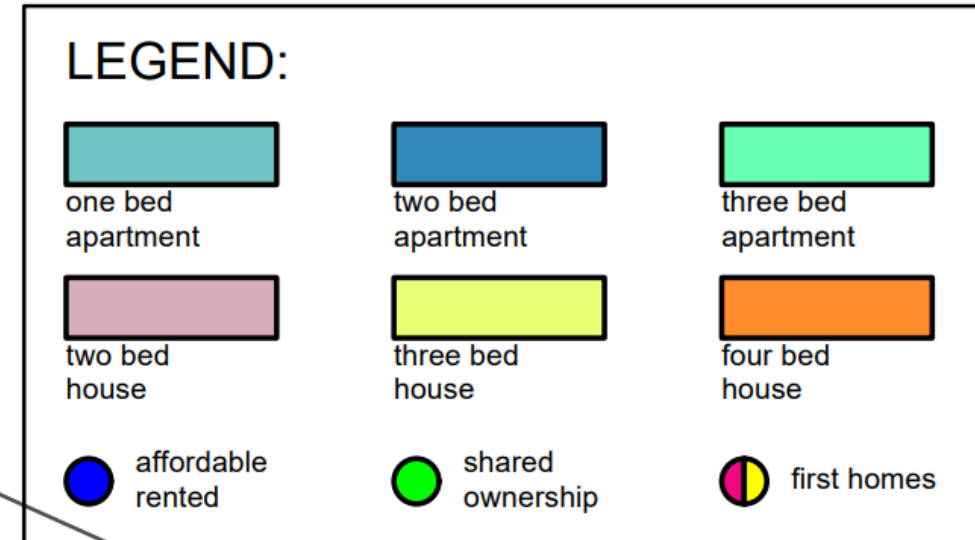 LEGEND:
one bed
apartment
two bed
apartment
three bed
apartment
two bed
house
three bed
house
four bed
house
affordable
rented
shared
ownership
first homes